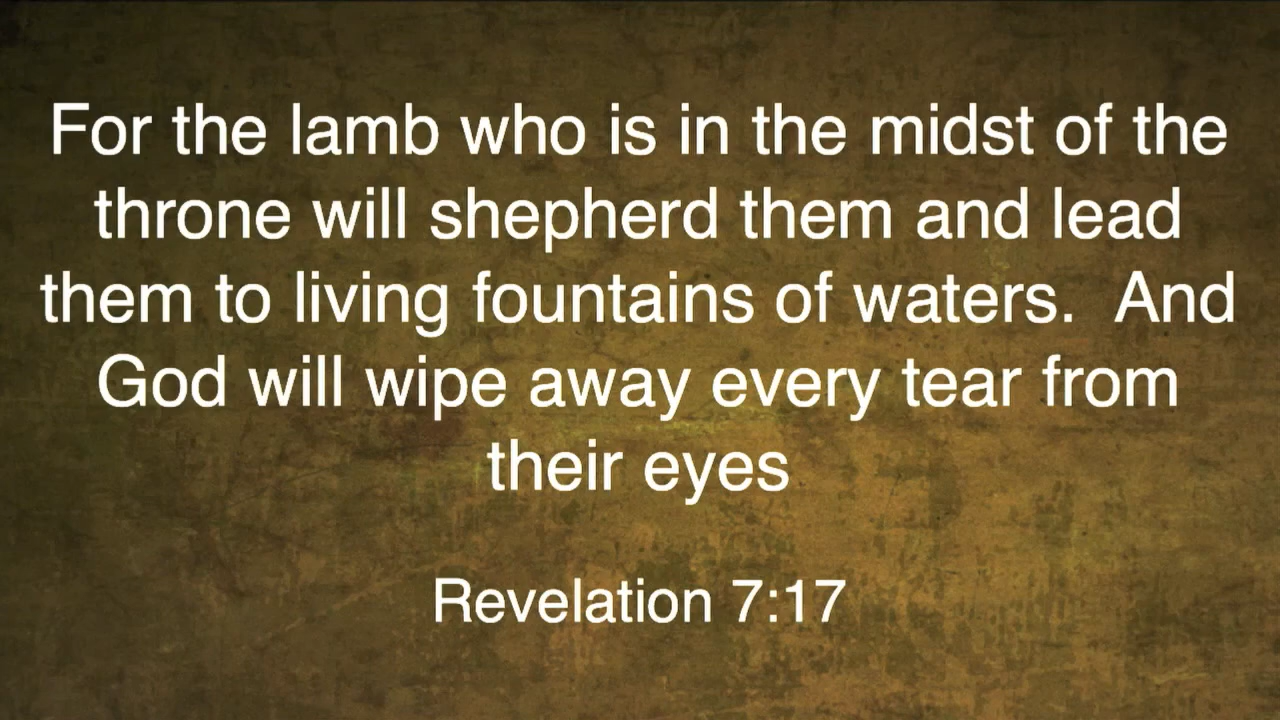 For the lamb who is in the midst of the
throne will shepherd them and lead
them to living fountains of waters.  And
God will wipe away every tear from
their eyes
Revelation 7:17